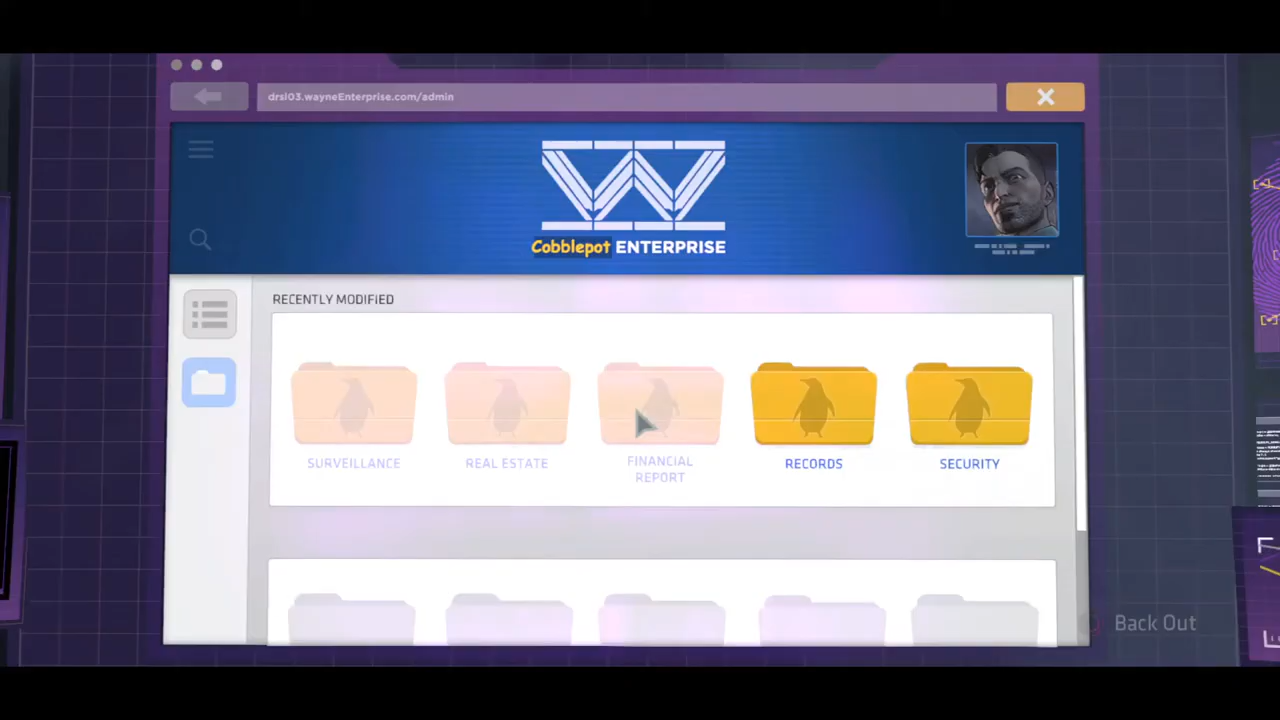 drsl03.wayneEnterprise.com/admin
Cobblepot ENTERPRISE
RECENTLY MODIFIED
SURVEILLANCE
REAL ESTATE
FINANCIAL
REPORT
RECORDS
SECURITY
Back Out